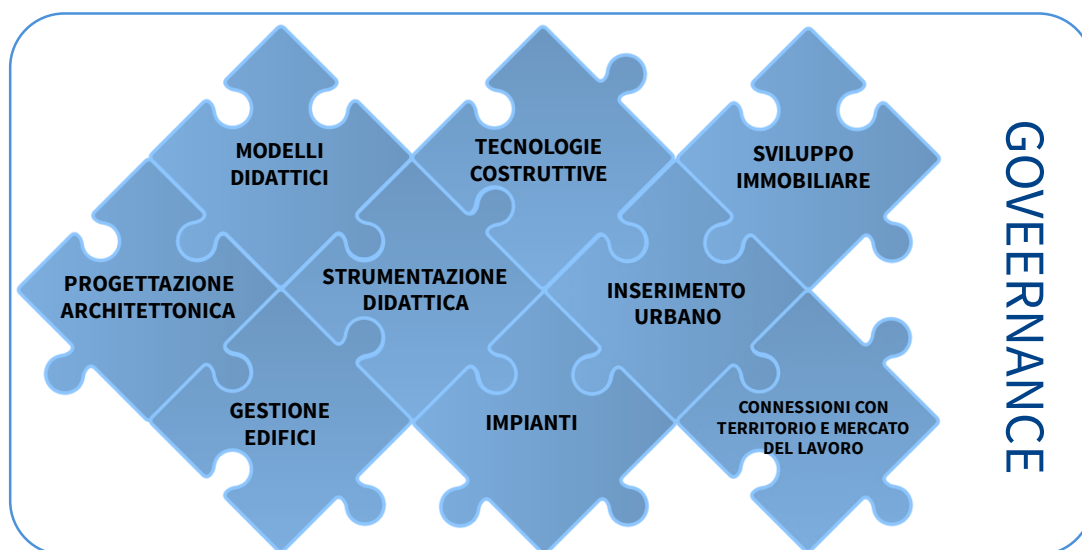 MODELLI
DIDATTICI
TECNOLOGIE
COSTRUTTIVE
SVILUPPO
IMMOBILIARE
PROGETTAZIONE
ARCHITETTONICA
STRUMENTAZIONE
DIDATTICA
INSERIMENTO
URBANO
GESTIONE
EDIFICI
IMPIANTI
CONNESSIONI CON
TERRITORIO E MERCATO
DEL LAVORO
GOVEERNANCE